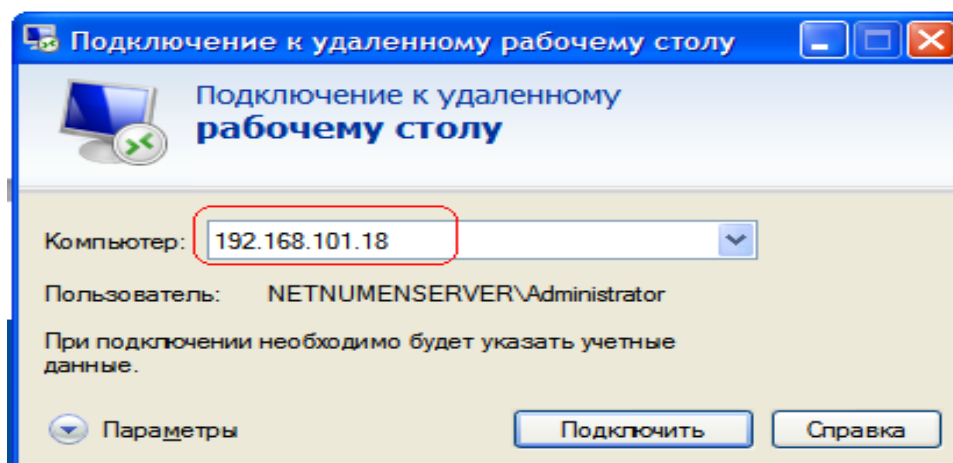 Подключение к удаленному рабочему столу
Подключение к удаленному
рабочему столу
Компьютер: 192.168.101.18
Пользователь: NETNUMENSERVER\Administrator
При подключении необходимо будет указать учетные
данные.
Параметры Подключить Справка